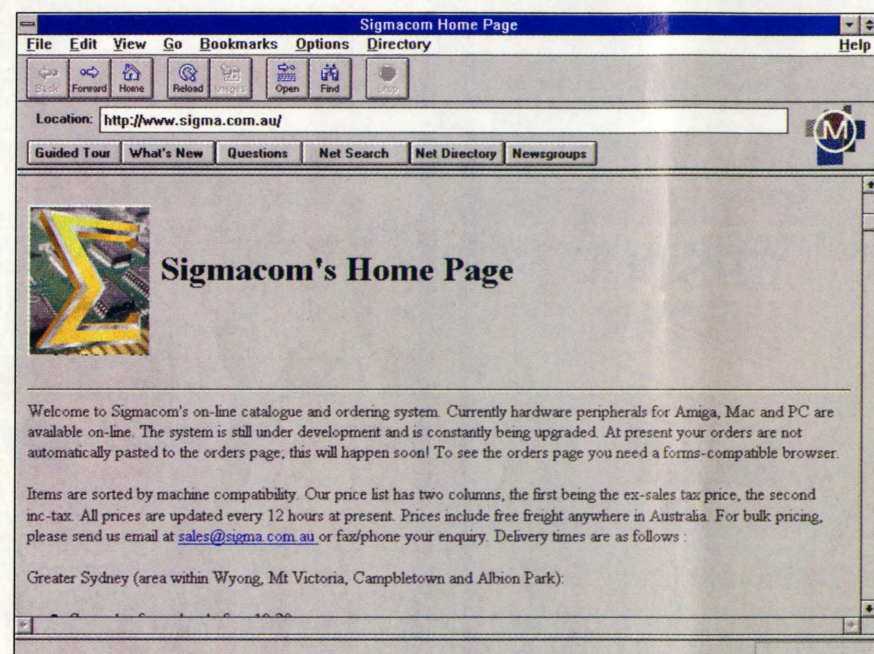 Sigmacom Home Page
File Edit View Go Bookmarks Options Directory Help
Back Forward Home Reload Images Open Find Stop
Location: http://www.sigma.com.au/
M
Guided Tour What's New Questions Net Search Net Directory Newsgroups
Sigmacom's Home Page
Welcome to Sigmacom's on-line catalogue and ordering system. Currently hardware peripherals for Amiga, Mac and PC are
available on-line. The system is still under development and is constantly being upgraded. At present your orders are not
automatically pasted to the orders page; this will happen soon! To see the orders page you need a forms-compatible browser.
Items are sorted by machine compatibility. Our price list has two columns, the first being the ex-sales tax price, the second
inc-tax. All prices are updated every 12 hours at present. Prices include free freight anywhere in Australia. For bulk pricing,
please send us email at sales@sigma.com.au or fax/phone your enquiry. Delivery times are as follows :
Greater Sydney (area within Wyong, Mt Victoria, Campbletown and Albion Park):